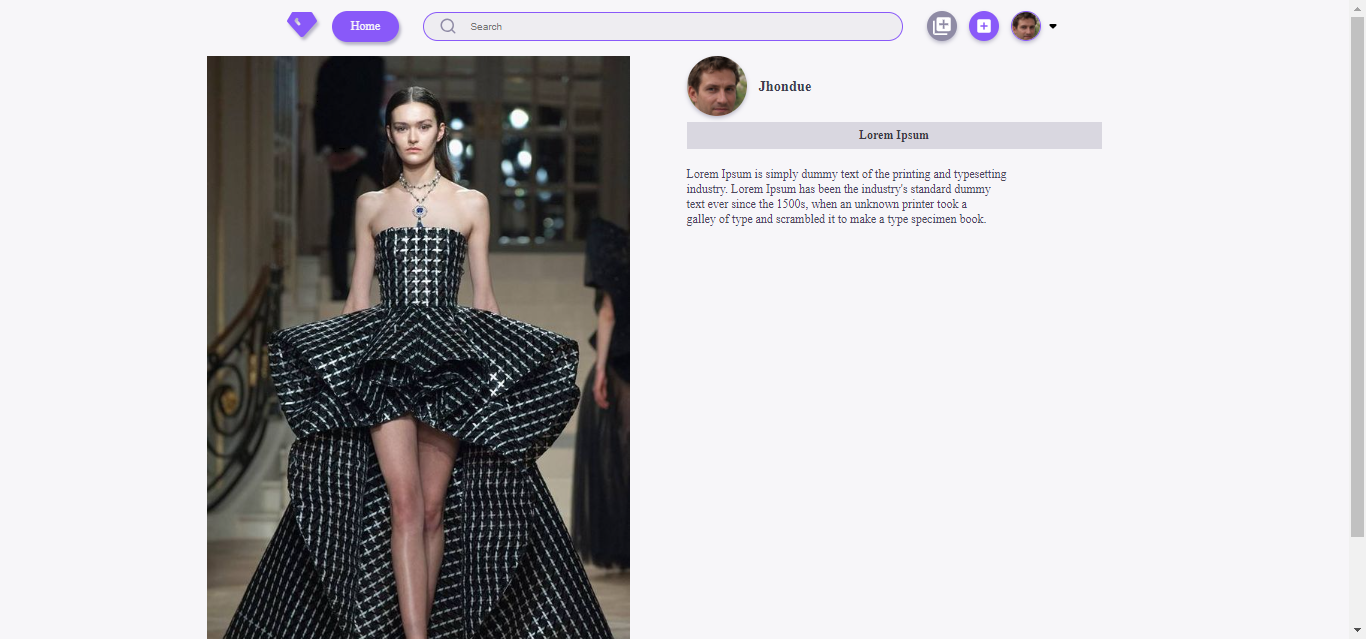 Home
Search
Jhondue
Lorem Ipsum
Lorem Ipsum is simply dummy text of the printing and typesetting
industry. Lorem Ipsum has been the industry's standard dummy
text ever since the 1500s, when an unknown printer took a
galley of type and scrambled it to make a type specimen book.